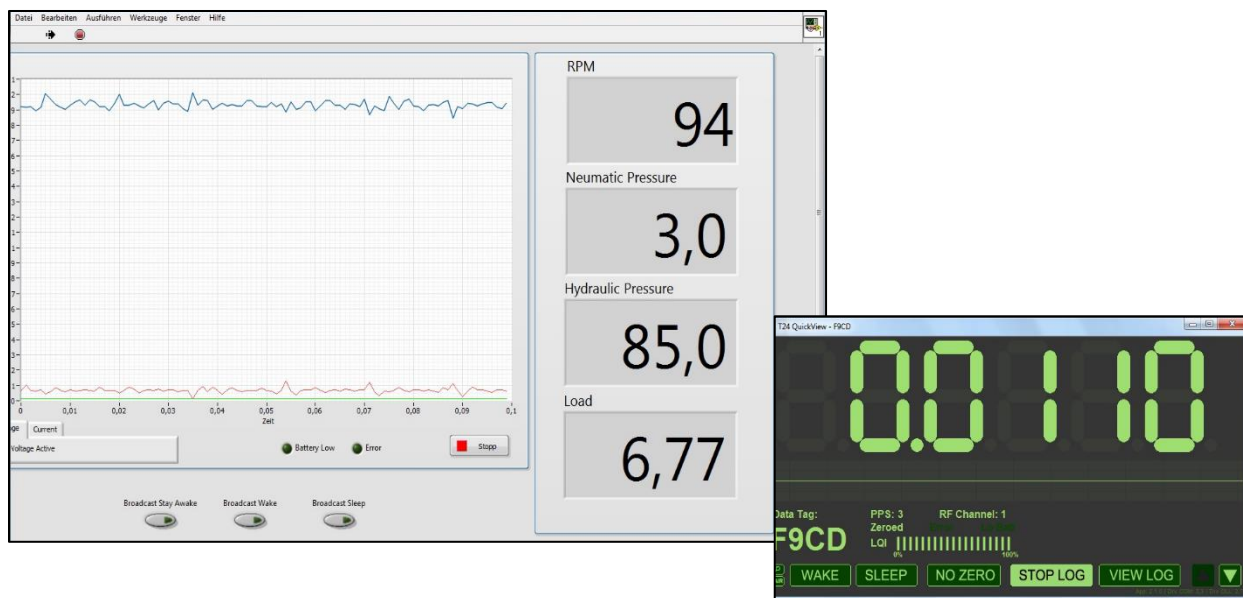 Datei Bearbeiten Ausführen Werkzeuge Fenster Hilfe
RPM
94
Neumatic Pressure
3,0
Hydraulic Pressure
85,0
Load
6,77
0 0,01 0,02 0,03 0,04 0,05 0,06 0,07 0,08 0,09 0,1
Zeit
Current
Voltage Active
Battery Low Error Stopp
Broadcast Stay Awake Broadcast Wake Broadcast Sleep
T24 QuickView - F9CD
0.01110
Data Tag: PPS: 3 RF Channel: 1
Zeroed
F9CD LQI
0% 100%
WAKE SLEEP NO ZERO STOP LOG VIEW LOG